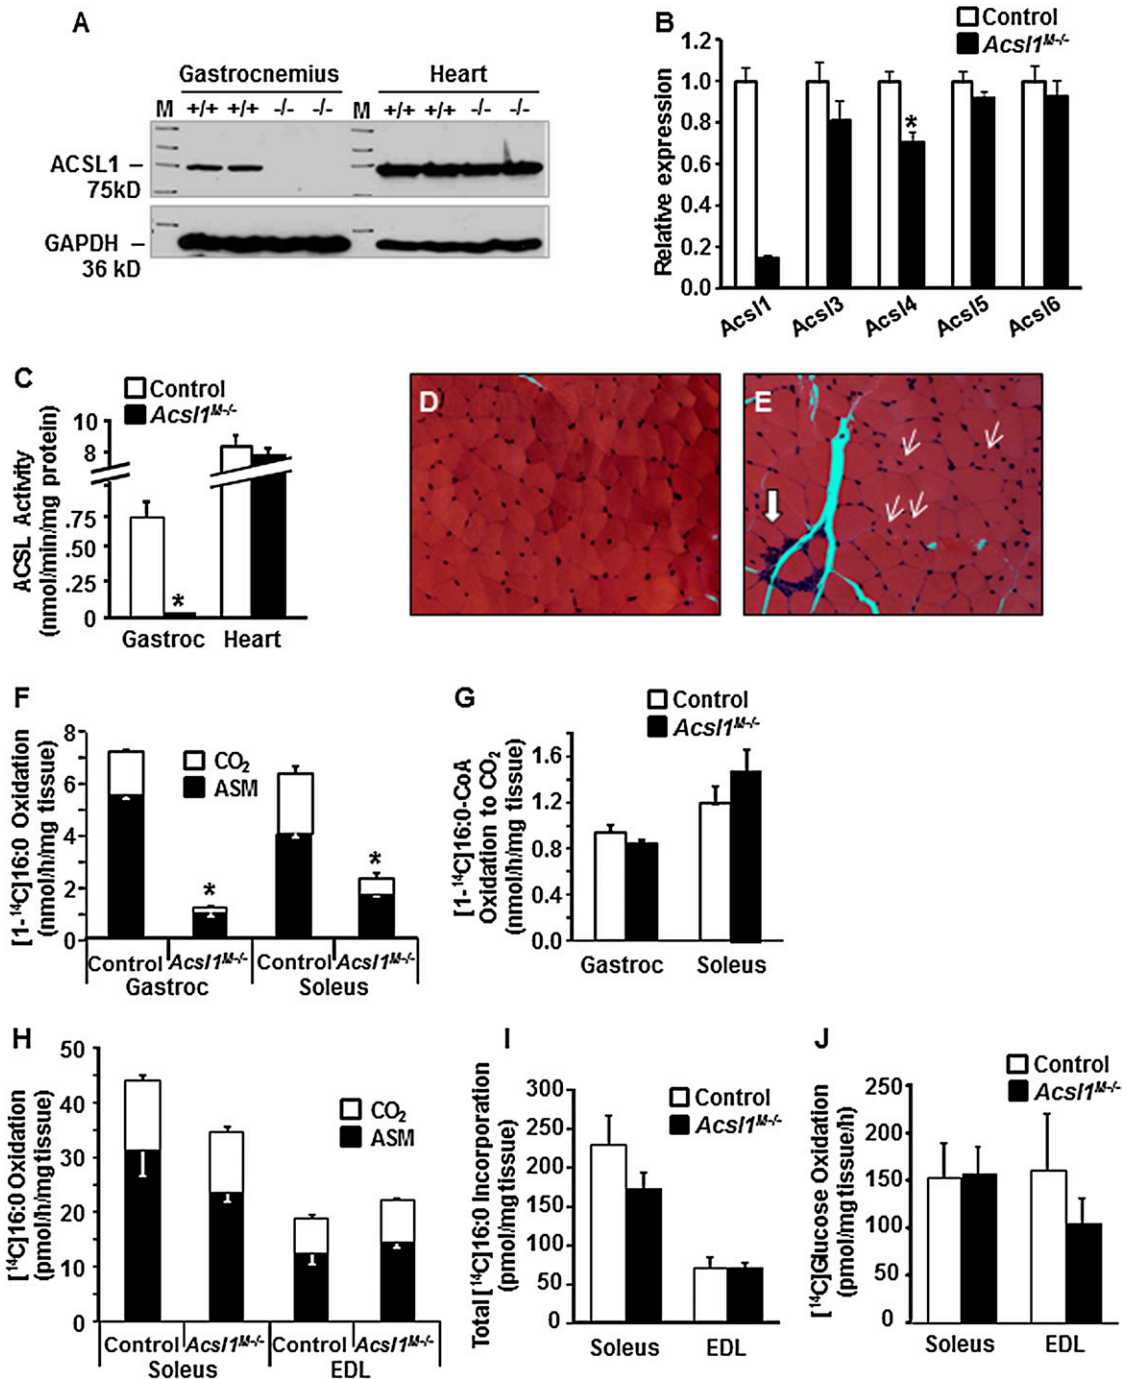 A
Gastrocnemius Heart
M +/+ +/+ -/- -/- M +/+ +/+ -/- -/-
ACSL1 –
75kD
GAPDH –
36 kD
B
Control
Acsl1ᴹ⁻/⁻
Relative expression
1.2
1.0
0.8
0.6
0.4
0.2
0.0
*
Acsl1 Acsl3 Acsl4 Acsl5 Acsl6
C
Control
Acsl1ᴹ⁻/⁻
ACSL Activity
(nmol/min/mg protein)
10
8
.75
.50
.25
0
*
Gastroc Heart
D
E
F
[1-¹⁴C]16:0 Oxidation
(nmol/h/mg tissue)
8
6
4
2
0
CO₂
ASM
*
*
Control Acsl1ᴹ⁻/⁻ Control Acsl1ᴹ⁻/⁻
Gastroc Soleus
G
Control
Acsl1ᴹ⁻/⁻
[1-¹⁴C]16:0-CoA
Oxidation to CO₂
(nmol/h/mg tissue)
1.6
1.2
0.8
0.4
0.0
Gastroc Soleus
H
[¹⁴C]16:0 Oxidation
(pmol/h/mg tissue)
50
40
30
20
10
0
CO₂
ASM
Control Acsl1ᴹ⁻/⁻ Control Acsl1ᴹ⁻/⁻
Soleus EDL
I
Control
Acsl1ᴹ⁻/⁻
Total [¹⁴C]16:0 Incorporation
(pmol/mg tissue)
300
250
200
150
100
50
0
Soleus EDL
J
Control
Acsl1ᴹ⁻/⁻
[¹⁴C]Glucose Oxidation
(pmol/mg tissue/h)
250
200
150
100
50
0
Soleus EDL